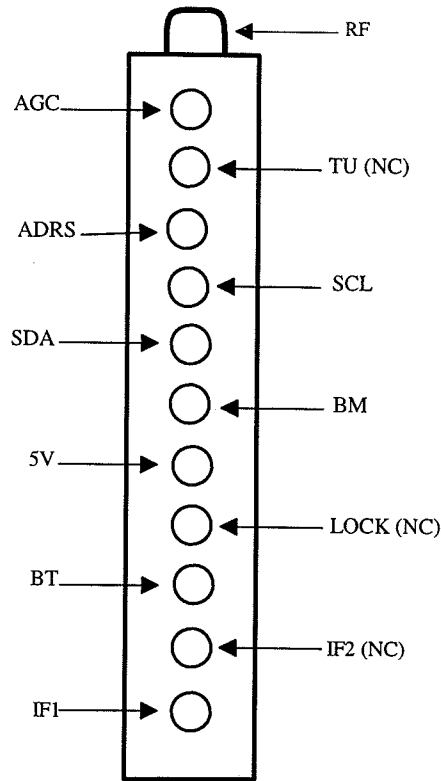 RF
AGC
TU (NC)
ADRS
SCL
SDA
BM
5V
LOCK (NC)
BT
IF2 (NC)
IF1